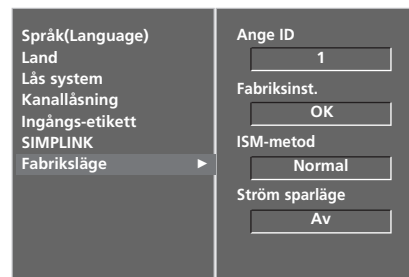 Språk(Language)
Land
Lås system
Kanallåsning
Ingångs-etikett
SIMPLINK
Fabriksläge ►
Ange ID
1
Fabriksinst.
OK
ISM-metod
Normal
Ström sparläge
Av